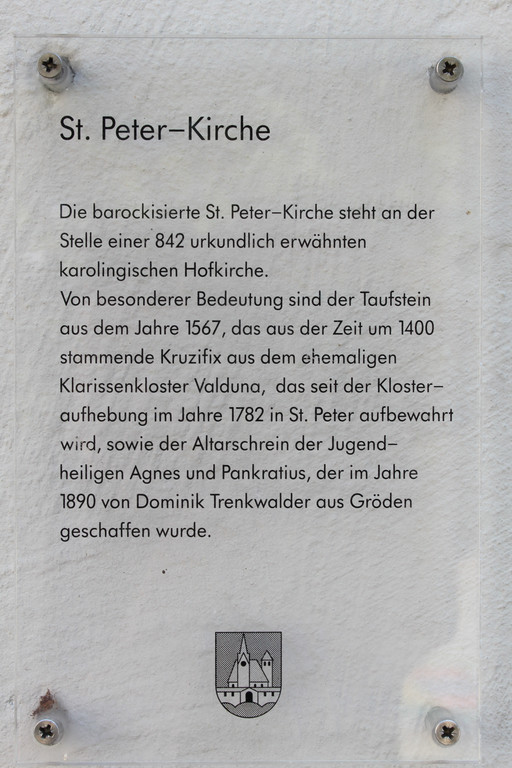 St. Peter–Kirche
Die barockisierte St. Peter–Kirche steht an der
Stelle einer 842 urkundlich erwähnten
karolingischen Hofkirche.
Von besonderer Bedeutung sind der Taufstein
aus dem Jahre 1567, das aus der Zeit um 1400
stammende Kruzifix aus dem ehemaligen
Klarissenkloster Valduna, das seit der Kloster–
aufhebung im Jahre 1782 in St. Peter aufbewahrt
wird, sowie der Altarschrein der Jugend–
heiligen Agnes und Pankratius, der im Jahre
1890 von Dominik Trenkwalder aus Gröden
geschaffen wurde.